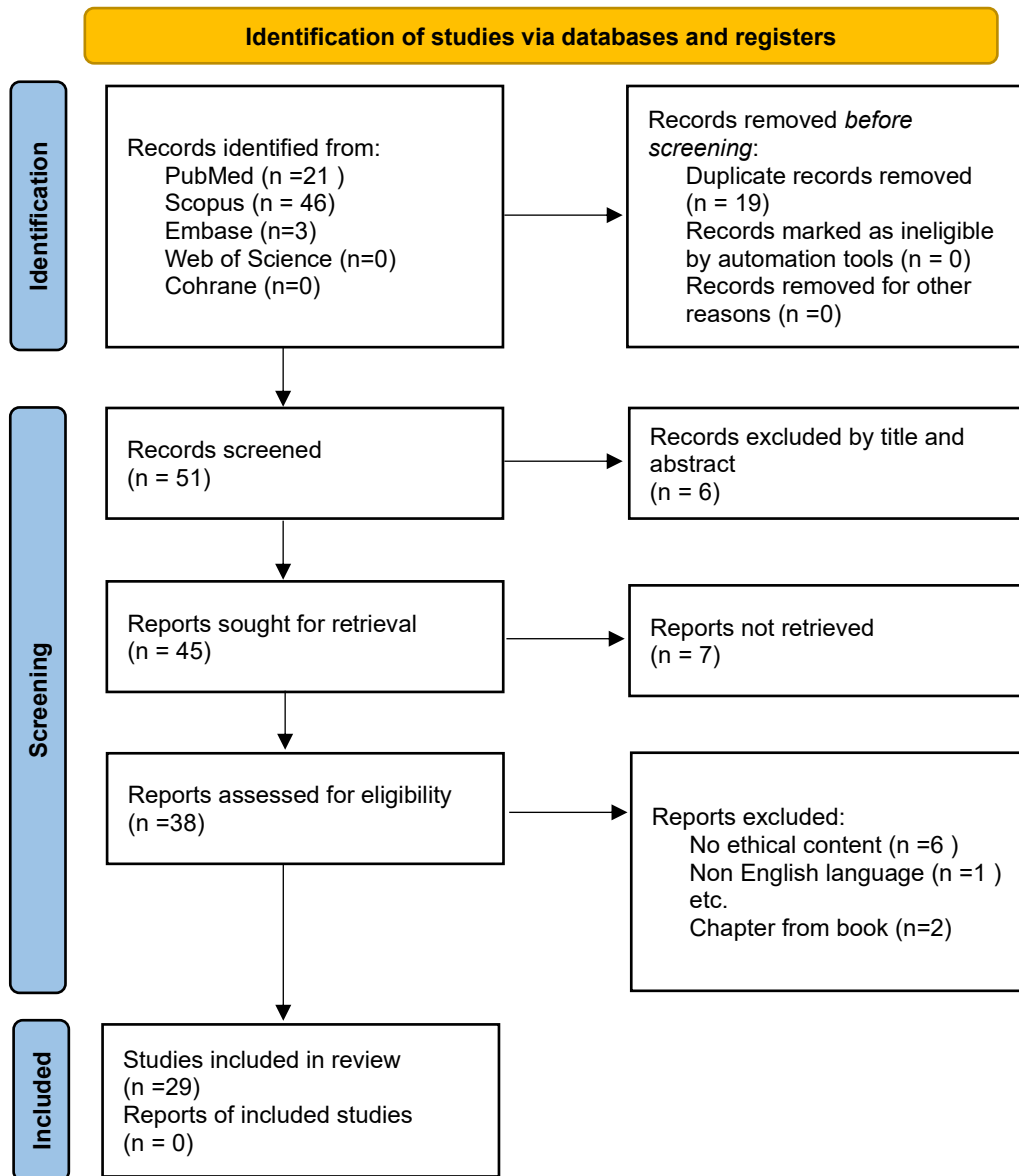 Identification of studies via databases and registers
Identification
Records identified from:
PubMed (n =21 )
Scopus (n = 46)
Embase (n=3)
Web of Science (n=0)
Cohrane (n=0)
Records removed before
screening:
Duplicate records removed
(n = 19)
Records marked as ineligible
by automation tools (n = 0)
Records removed for other
reasons (n =0)
Screening
Records screened
(n = 51)
Records excluded by title and
abstract
(n = 6)
Reports sought for retrieval
(n = 45)
Reports not retrieved
(n = 7)
Reports assessed for eligibility
(n =38)
Reports excluded:
No ethical content (n =6 )
Non English language (n =1 )
etc.
Chapter from book (n=2)
Included
Studies included in review
(n =29)
Reports of included studies
(n = 0)